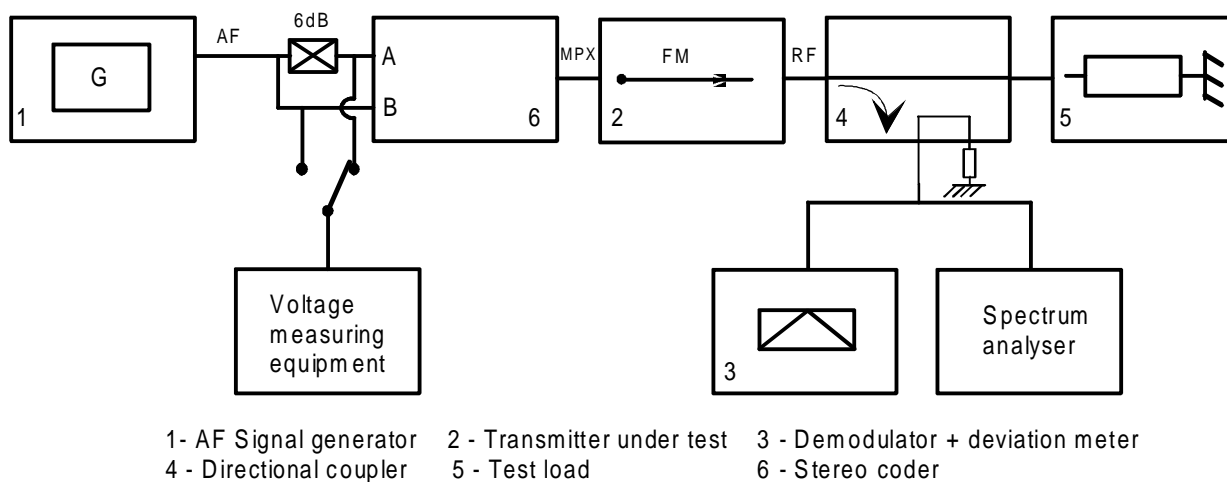 6dB
AF
A
MPX
FM
RF
G
B
1
6
2
4
5
Voltage
measuring
equipment
Spectrum
analyser
3
1- AF Signal generator 2 - Transmitter under test 3 - Demodulator + deviation meter
4 - Directional coupler 5 - Test load 6 - Stereo coder